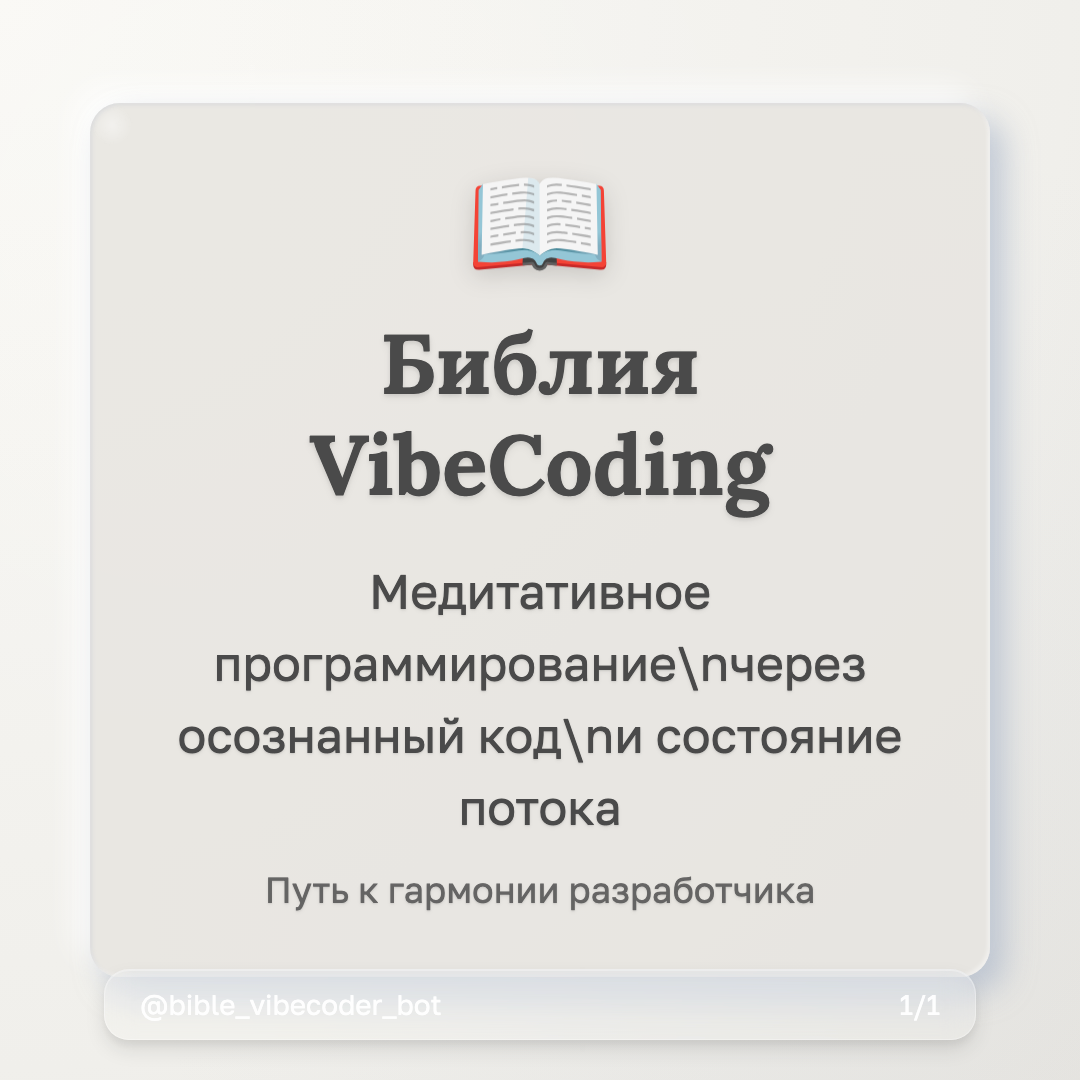 Библия
VibeCoding
Медитативное
программирование\nчерез
осознанный код\nи состояние
потока
Путь к гармонии разработчика
@bible_vibecoder_bot
1/1